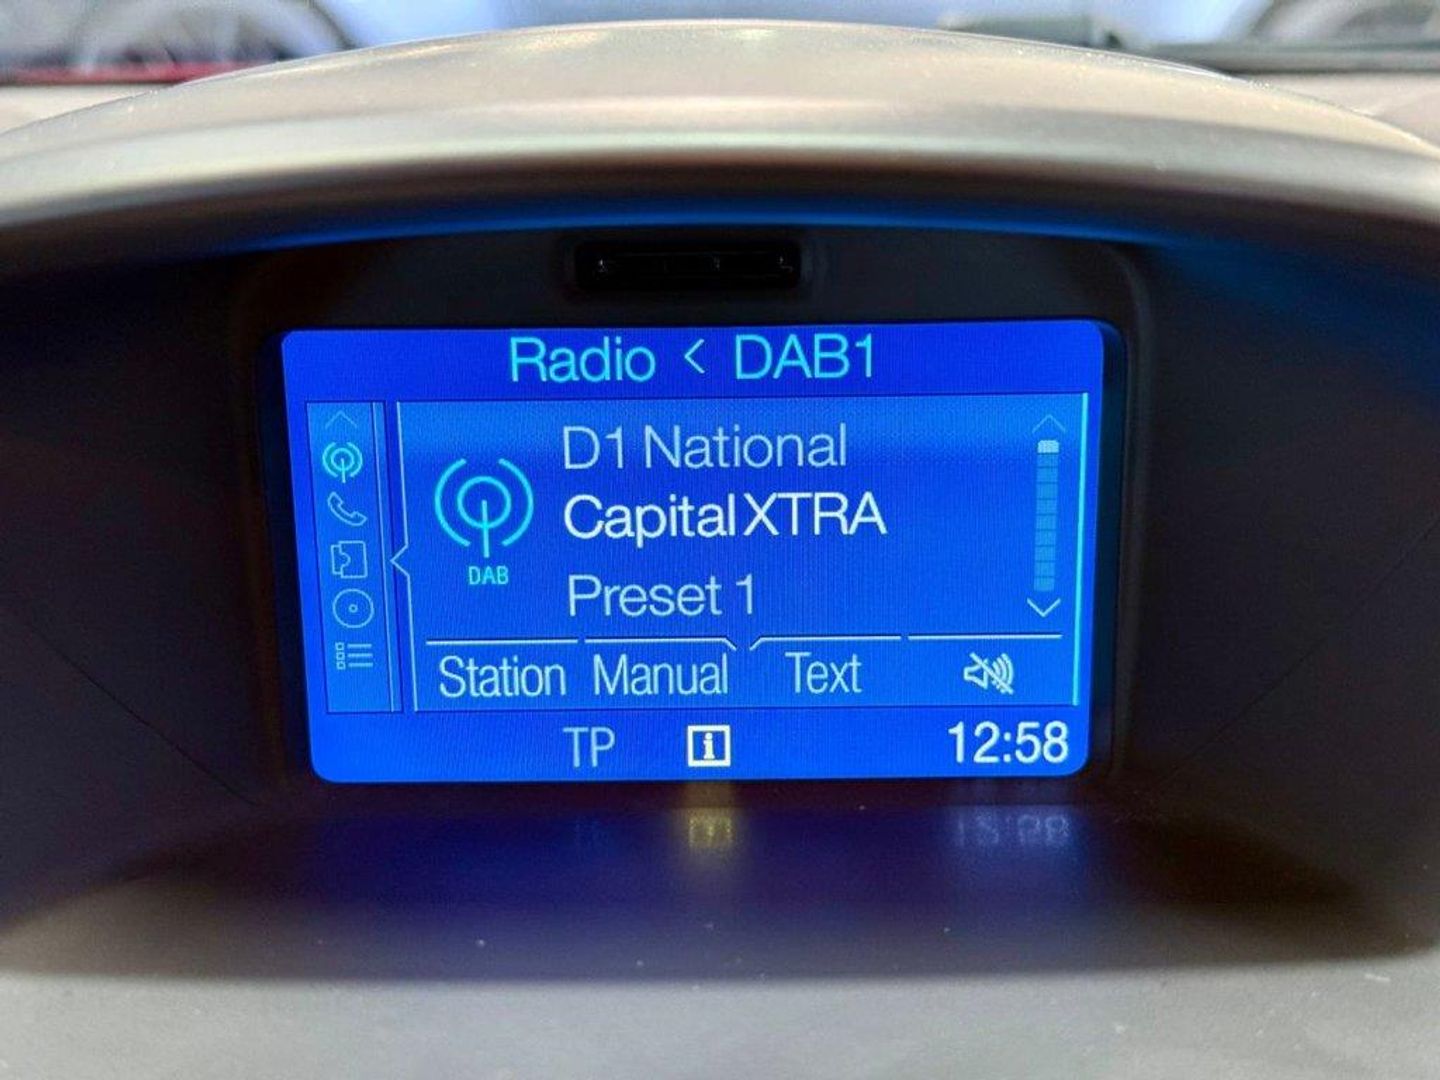 Radio < DAB1
D1 National
Capital XTRA
DAB
Preset 1
Station Manual Text
TP i 12:58